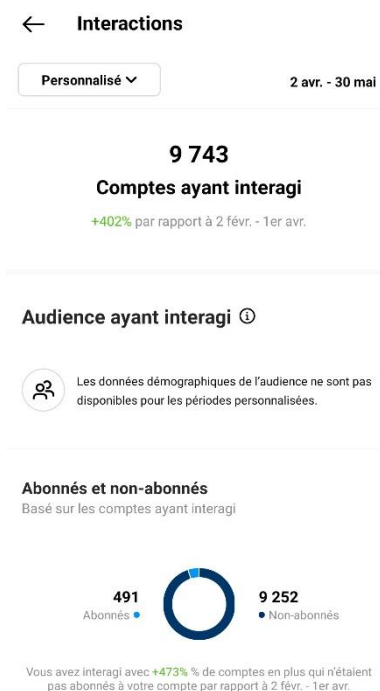 Interactions
Personnalisé
2 avr. - 30 mai
9 743
Comptes ayant interagi
+402% par rapport à 2 févr. - 1er avr.
Audience ayant interagi
Les données démographiques de l'audience ne sont pas
disponibles pour les périodes personnalisées.
Abonnés et non-abonnés
Basé sur les comptes ayant interagi
491
Abonnés
9 252
Non-abonnés
Vous avez interagi avec +473% % de comptes en plus qui n'étaient
pas abonnés à votre compte par rapport à 2 févr. - 1er avr.